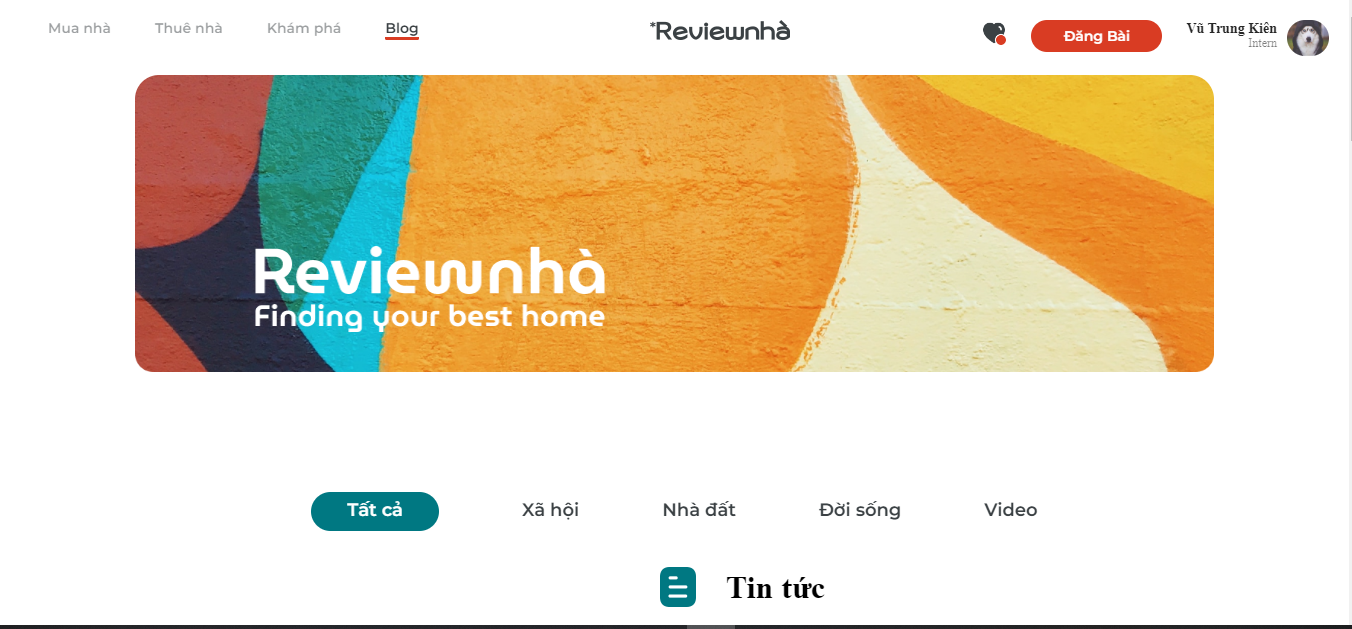 Mua nhà
Thuê nhà
Khám phá
Blog
*Reviewnhà
Đăng Bài
Vũ Trung Kiên
Intern
Reviewnhà
Finding your best home
Tất cả
Xã hội
Nhà đất
Đời sống
Video
Tin tức